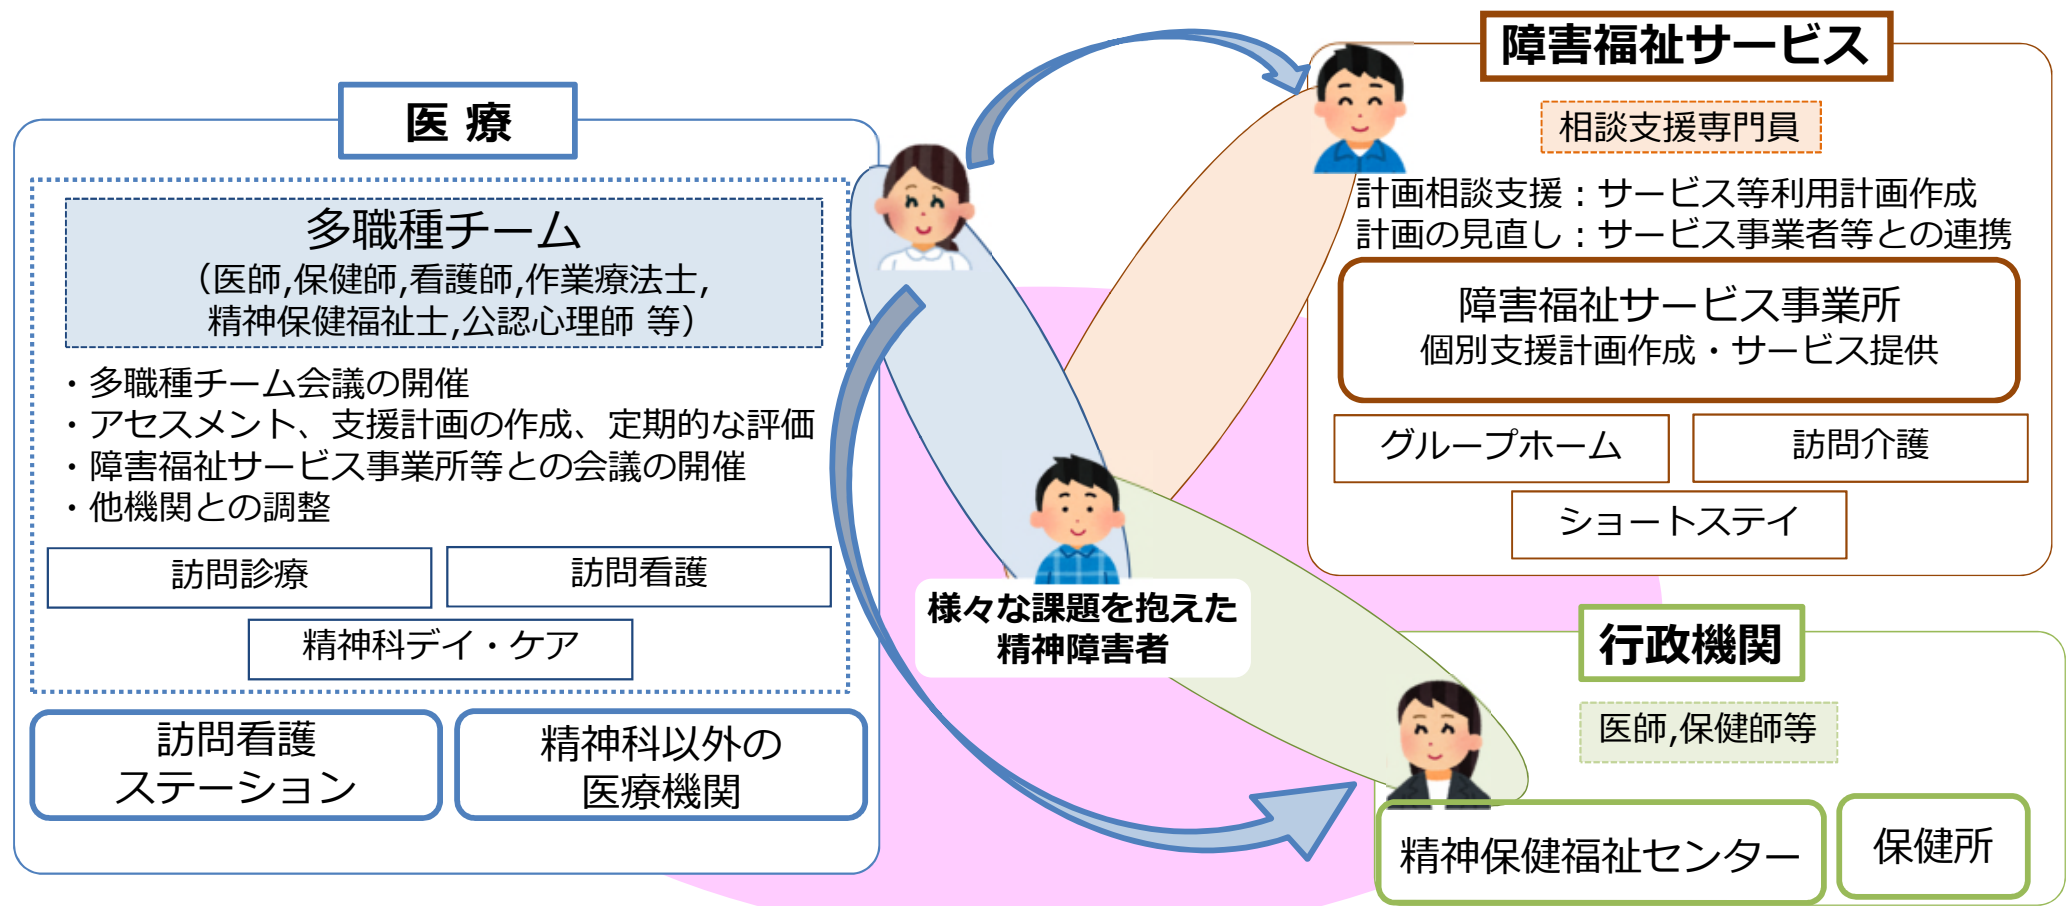 医 療
多職種チーム
（医師,保健師,看護師,作業療法士,
精神保健福祉士,公認心理師 等）
・多職種チーム会議の開催
・アセスメント、支援計画の作成、定期的な評価
・障害福祉サービス事業所等との会議の開催
・他機関との調整
訪問診療
訪問看護
精神科デイ・ケア
訪問看護
ステーション
精神科以外の
医療機関
様々な課題を抱えた
精神障害者
障害福祉サービス
相談支援専門員
計画相談支援：サービス等利用計画作成
計画の見直し：サービス事業者等との連携
障害福祉サービス事業所
個別支援計画作成・サービス提供
グループホーム
訪問介護
ショートステイ
行政機関
医師,保健師等
精神保健福祉センター
保健所